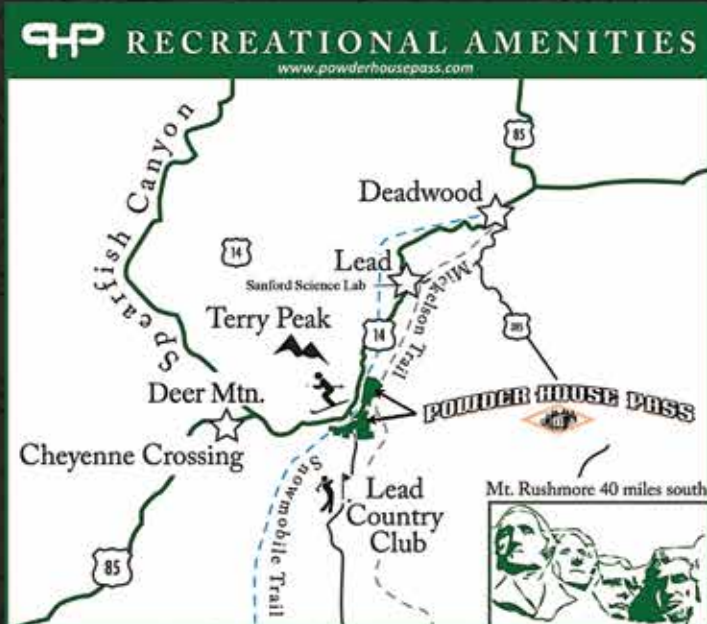 PHP RECREATIONAL AMENITIES
www.powderhousepass.com
Spearfish Canyon
85
Deadwood
14
Lead
Sanford Science Lab
Mickelson Trail
Terry Peak
14
Deer Mtn.
POWDER HOUSE PASS
Cheyenne Crossing
Snowmobile Trail
Lead
Country
Club
Mt. Rushmore 40 miles south
85